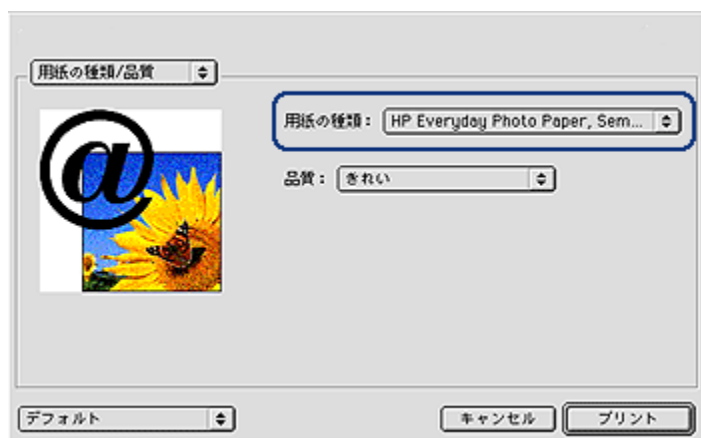 用紙の種類/品質
用紙の種類： HP Everyday Photo Paper, Sem...
@
品質： きれい
デフォルト
キャンセル
プリント